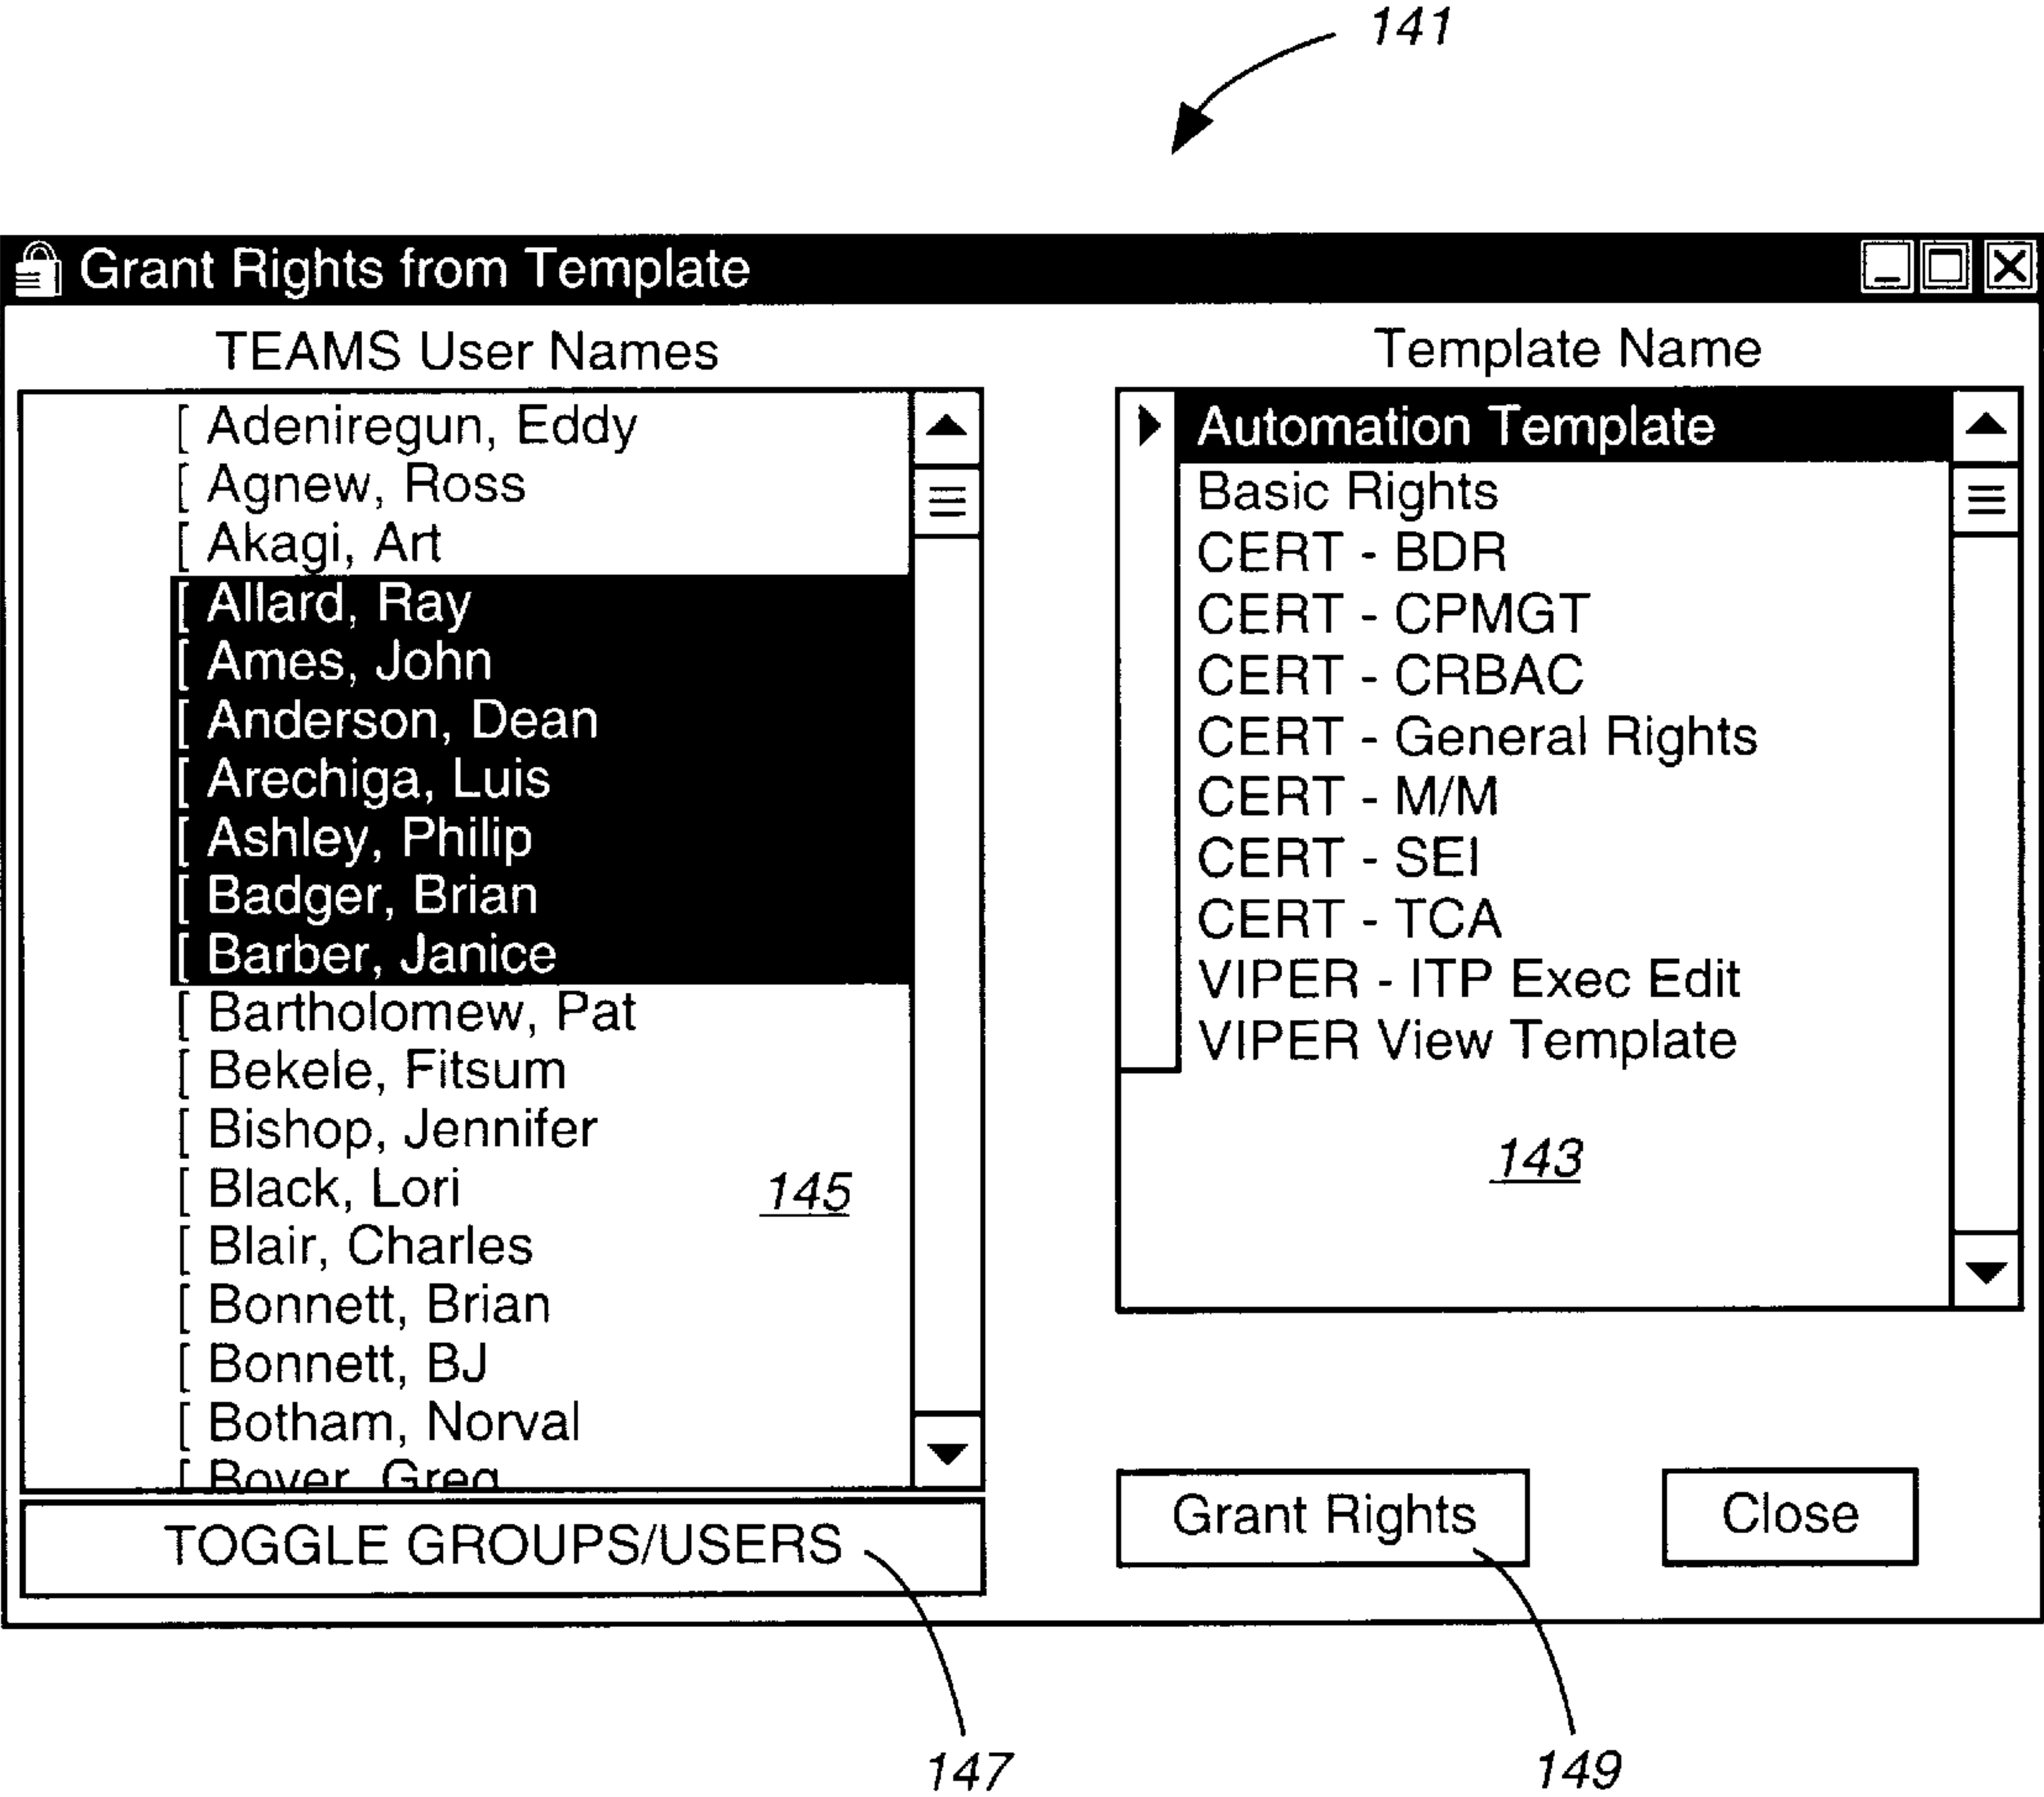 141
Grant Rights from Template
TEAMS User Names
[ Adeniregun, Eddy
[ Agnew, Ross
[ Akagi, Art
[ Allard, Ray
[ Ames, John
[ Anderson, Dean
[ Arechiga, Luis
[ Ashley, Philip
[ Badger, Brian
[ Barber, Janice
[ Bartholomew, Pat
[ Bekele, Fitsum
[ Bishop, Jennifer
[ Black, Lori
[ Blair, Charles
[ Bonnett, Brian
[ Bonnett, BJ
[ Botham, Norval
[ Boyer, Greg
145
TOGGLE GROUPS/USERS
Template Name
Automation Template
Basic Rights
CERT - BDR
CERT - CPMGT
CERT - CRBAC
CERT - General Rights
CERT - M/M
CERT - SEI
CERT - TCA
VIPER - ITP Exec Edit
VIPER View Template
143
Grant Rights
Close
147
149